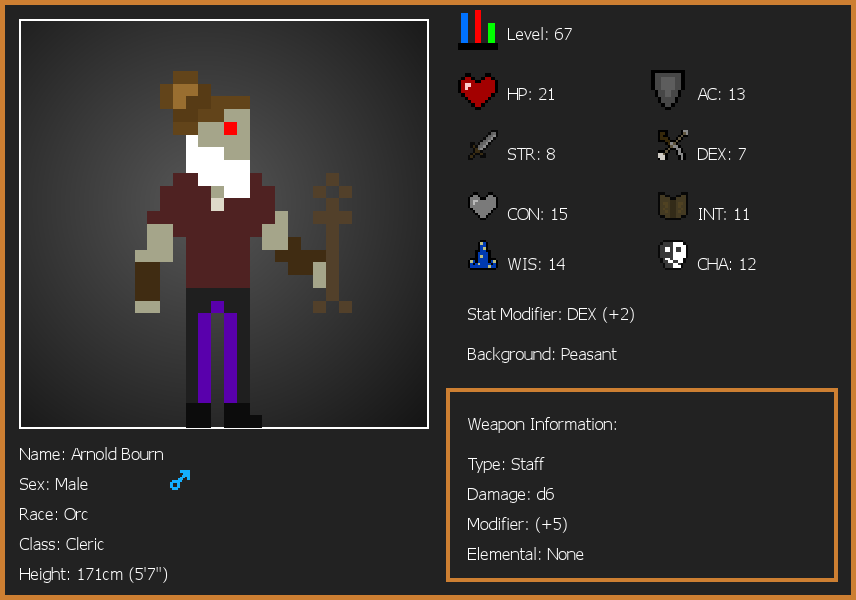 Level: 67
HP: 21
AC: 13
STR: 8
DEX: 7
CON: 15
INT: 11
WIS: 14
CHA: 12
Stat Modifier: DEX (+2)
Background: Peasant
Weapon Information:
Type: Staff
Damage: d6
Modifier: (+5)
Elemental: None
Name: Arnold Bourn
Sex: Male
Race: Orc
Class: Cleric
Height: 171cm (5'7")